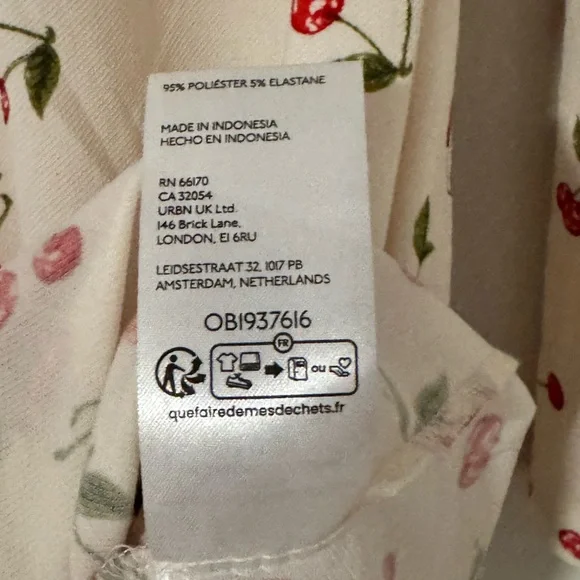 95% POLIÉSTER 5% ELASTANE
MADE IN INDONESIA
HECHO EN INDONESIA
RN 66170
CA 32054
URBN UK Ltd.
146 Brick Lane,
LONDON, E1 6RU
LEIDSESTRAAT 32, 1017 PB
AMSTERDAM, NETHERLANDS
OB1937616
FR
ou
quefairedemesdechets.fr